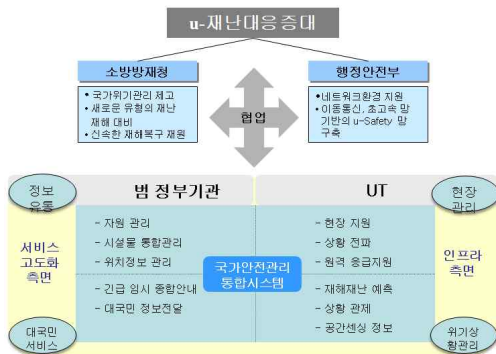 u-재난대응증대
소방방재청
행정안전부
• 국가위기관리 제고
• 새로운 유형의 재난
재해 대비
• 신속한 재해복구 재원
협업
•네트워크환경 지원
•이동통신, 초고속 망
기반의 u-Safety 망
구축
정보
유통
범 정부기관
UT
현장
관리
서비스
고도화
측면
- 자원 관리
- 시설물 통합관리
- 위치정보 관리
- 긴급 임시 종합안내
- 대국민 정보전달
국가안전관리
통합시스템
- 현장 지원
- 상황 전파
- 원격 응급지원
- 재해재난 예측
- 상황 관제
- 공간센싱 정보
인프라
측면
대국민
서비스
위기상
황관리